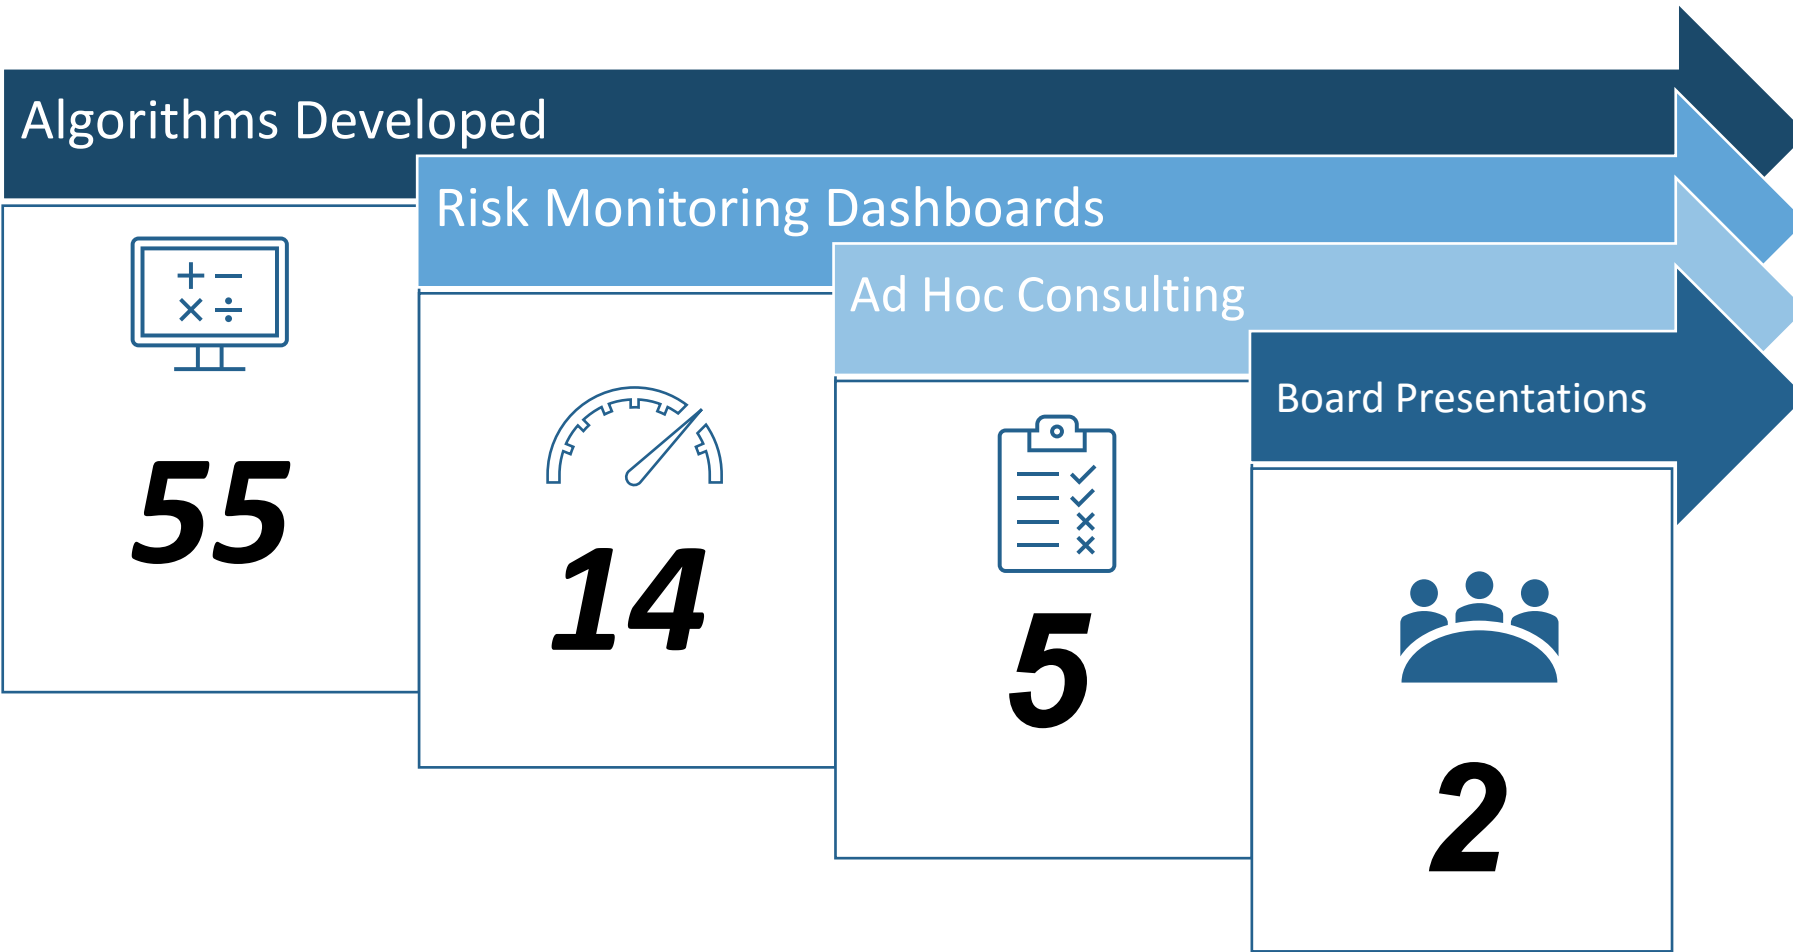 Algorithms Developed
55
Risk Monitoring Dashboards
14
Ad Hoc Consulting
5
Board Presentations
2